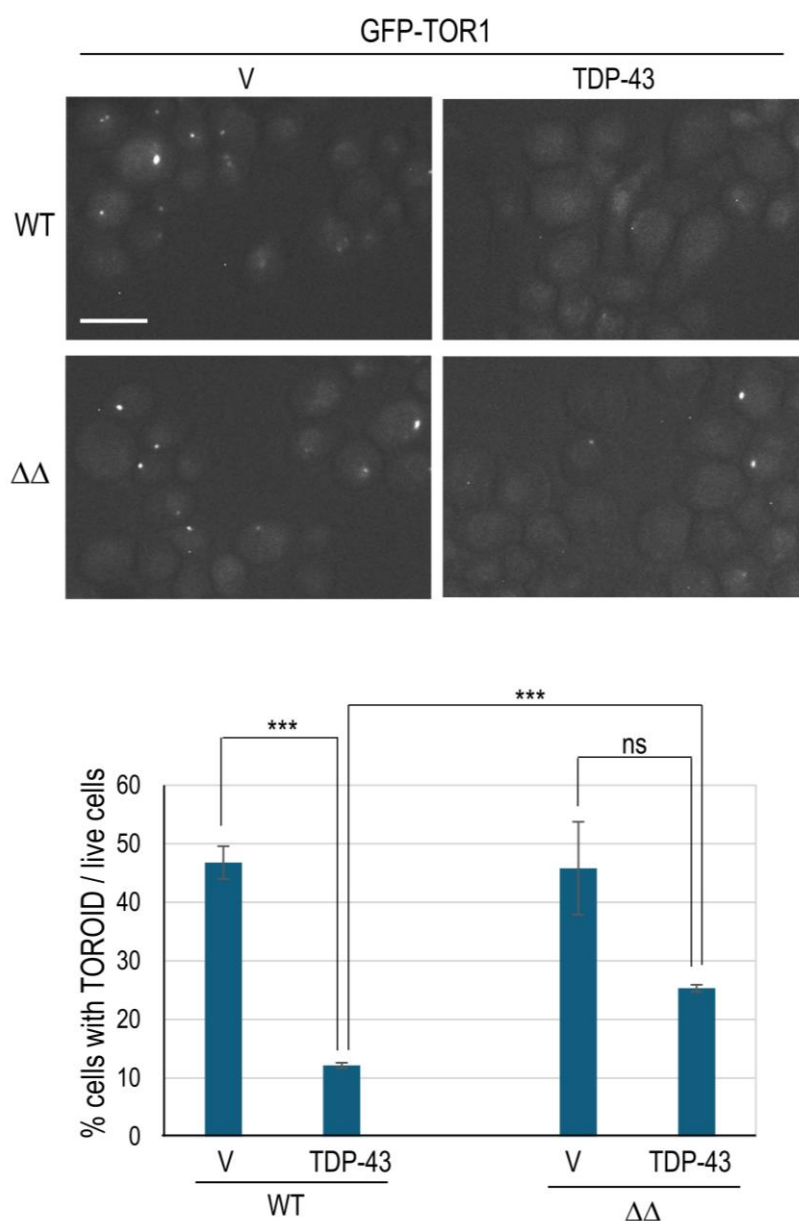 GFP-TOR1
V TDP-43
WT
ΔΔ
***
***
ns
% cells with TOROID / live cells
60
50
40
30
20
10
0
V TDP-43 V TDP-43
WT ΔΔ